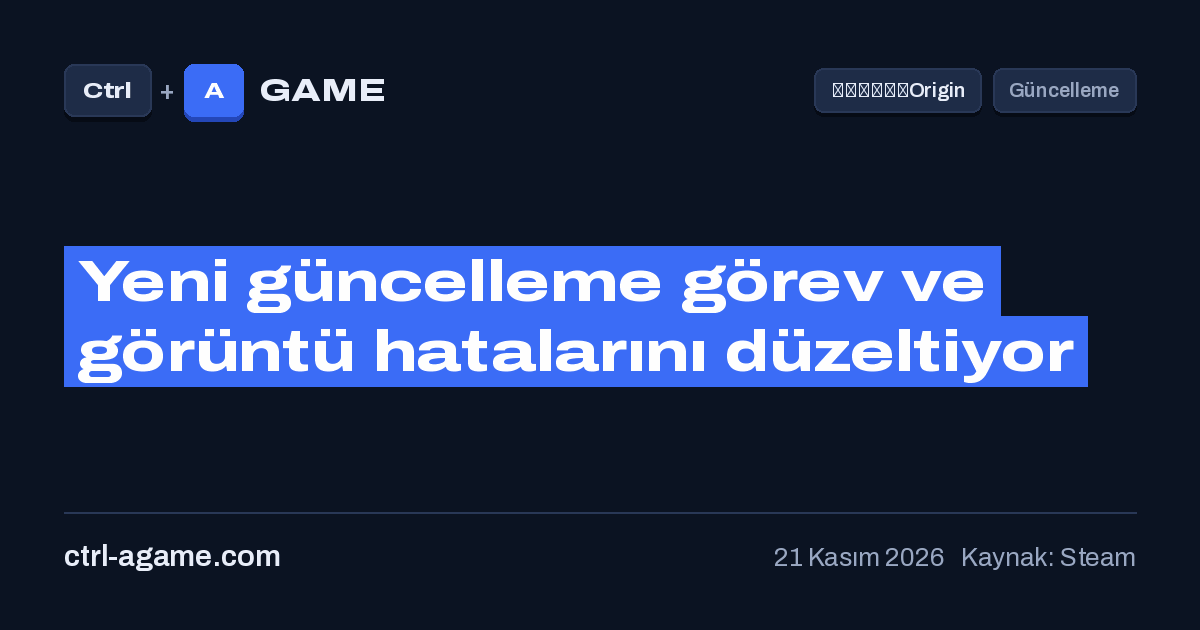 Ctrl + A GAME
Origin
Güncelleme
Yeni güncelleme görev ve
görüntü hatalarını düzeltiyor
ctrl-agame.com
21 Kasım 2026 Kaynak: Steam